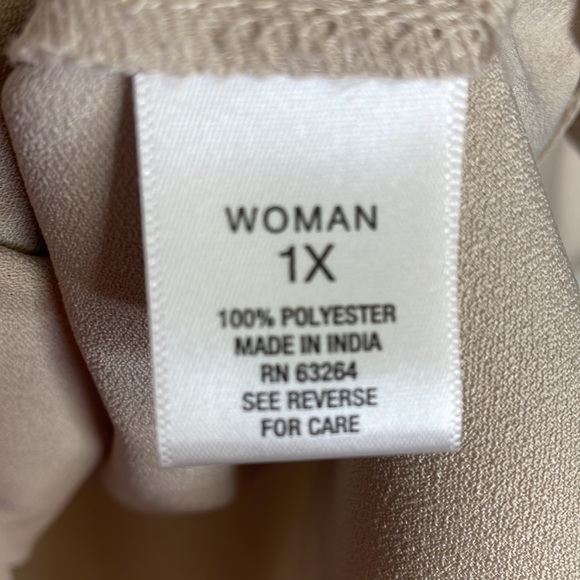 WOMAN
1X
100% POLYESTER
MADE IN INDIA
RN 63264
SEE REVERSE
FOR CARE